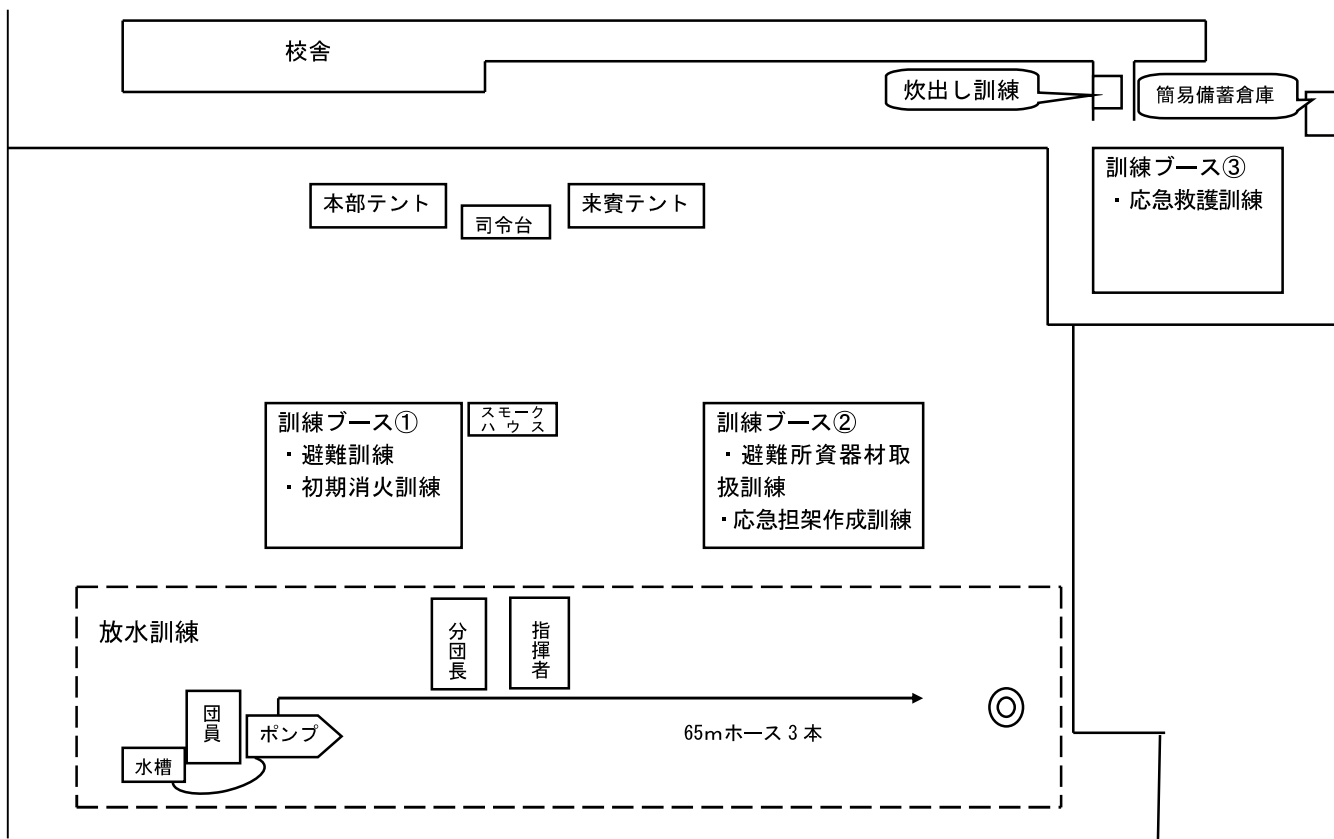 校舎
炊出し訓練
簡易備蓄倉庫
訓練ブース③
・応急救護訓練
本部テント
司令台
来賓テント
訓練ブース①
・避難訓練
・初期消火訓練
スモーク
ハウス
訓練ブース②
・避難所資器材取
扱訓練
・応急担架作成訓練
放水訓練
分団長
指揮者
団員
ポンプ
水槽
65mホース3本